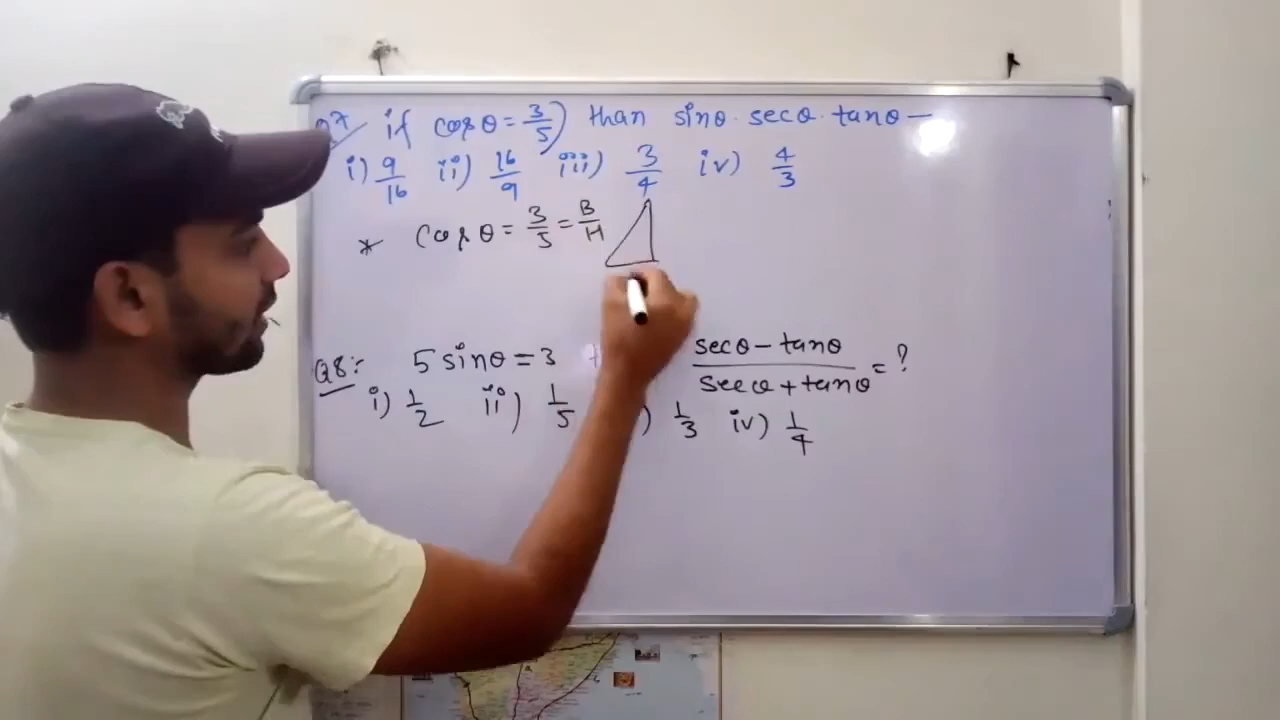 Q7 if cosθ = 3/5) than sinθ. secθ. tanθ —
i) 9/16 ii) 16/9 iii) 3/4 iv) 4/3
* cosθ = 3/5 = B/H
Q8:- 5 sinθ = 3 secθ - tanθ / secθ + tanθ = ?
i) 1/2 ii) 1/5 ) 1/3 iv) 1/4